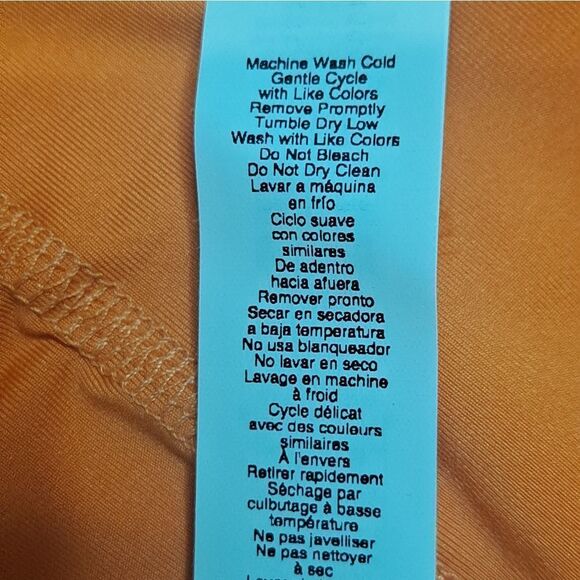 Machine Wash Cold
Gentle Cycle
with Like Colors
Remove Promptly
Tumble Dry Low
Wash with Like Colors
Do Not Bleach
Do Not Dry Clean
Lavar a máquina
en frío
Ciclo suave
con colores
similares
De adentro
hacia afuera
Remover pronto
Secar en secadora
a baja temperatura
No usa blanqueador
No lavar en seco
Lavage en machine
à froid
Cycle délicat
avec des couleurs
similaires
À l'envers
Retirer rapidement
Séchage par
culbutage à basse
température
Ne pas javelliser
Ne pas nettoyer
à sec